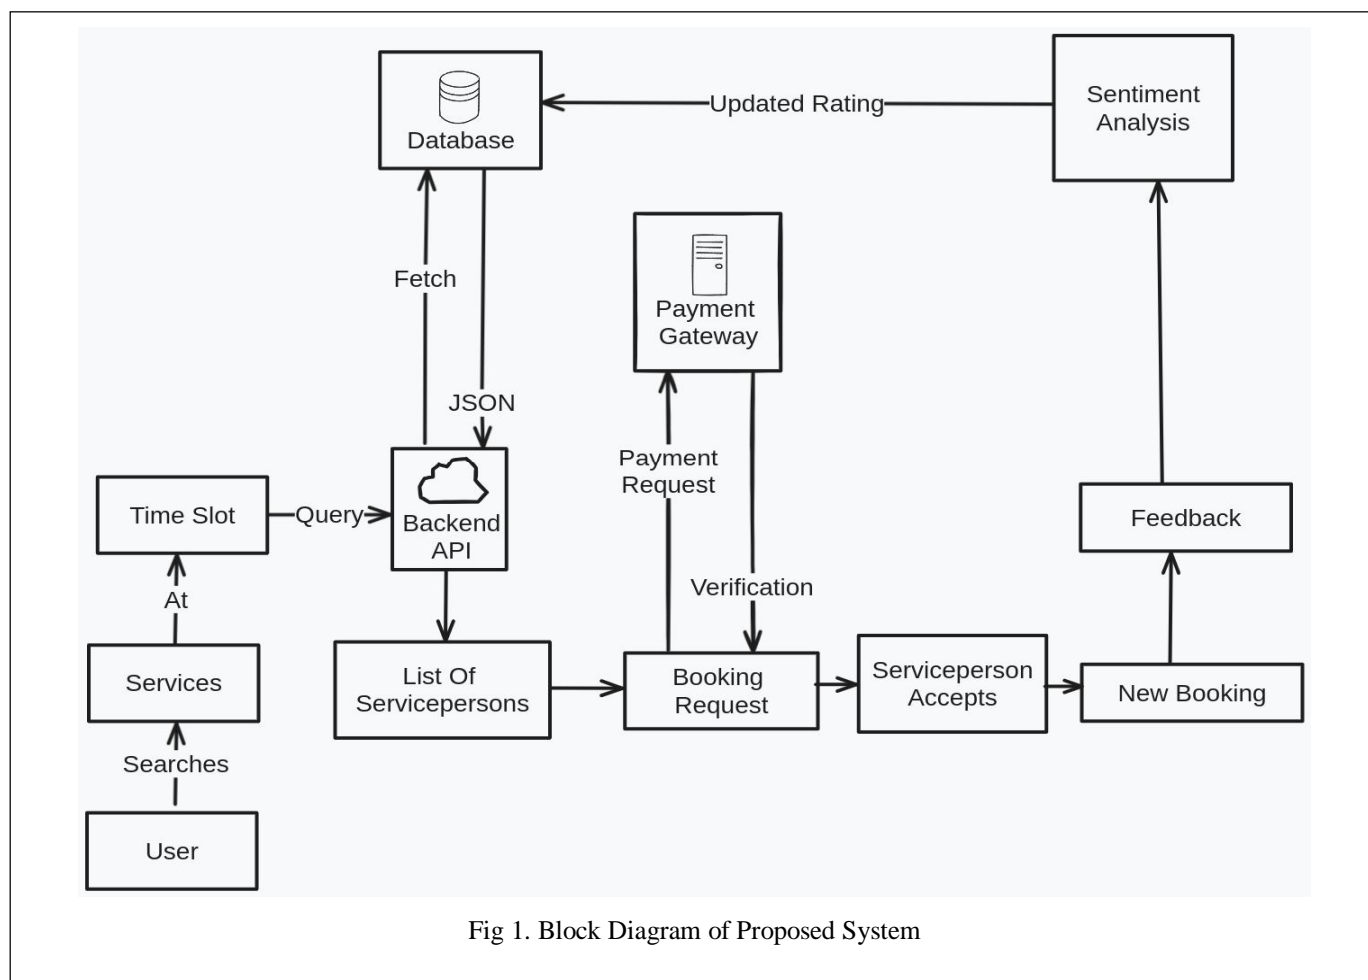 Database
Updated Rating
Sentiment
Analysis
Fetch
JSON
Payment
Gateway
Payment
Request
Verification
Time Slot
Query
Backend
API
Feedback
At
Services
List Of
Servicepersons
Booking
Request
Serviceperson
Accepts
New Booking
Searches
User
Fig 1. Block Diagram of Proposed System